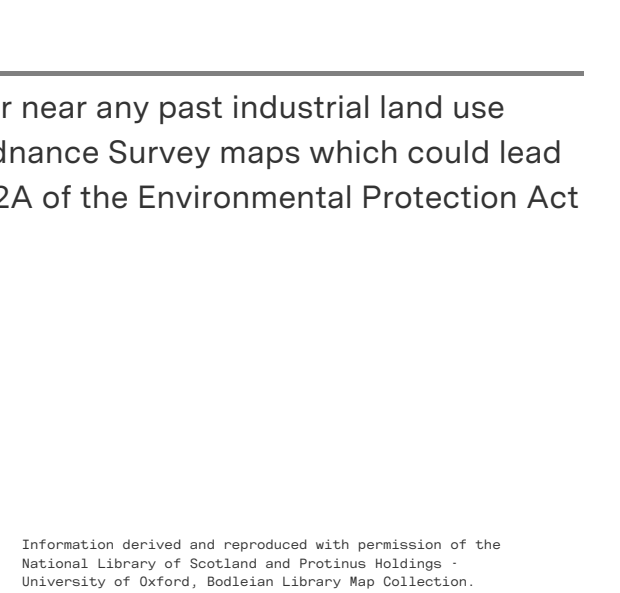 r near any past industrial land use
dnance Survey maps which could lead
2A of the Environmental Protection Act
Information derived and reproduced with permission of the
National Library of Scotland and Protinus Holdings -
University of Oxford, Bodleian Library Map Collection.